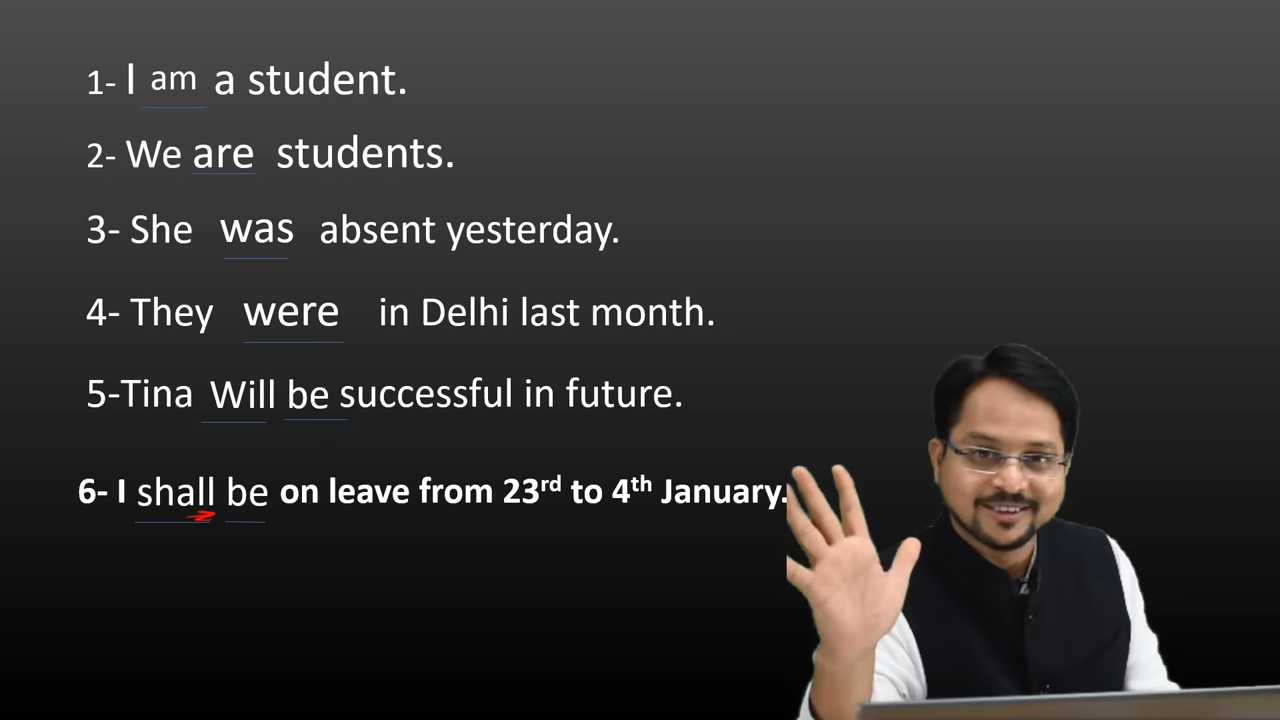 1- I am a student.
2- We are students.
3- She was absent yesterday.
4- They were in Delhi last month.
5-Tina Will be successful in future.
6- I shall be on leave from 23rd to 4th January.